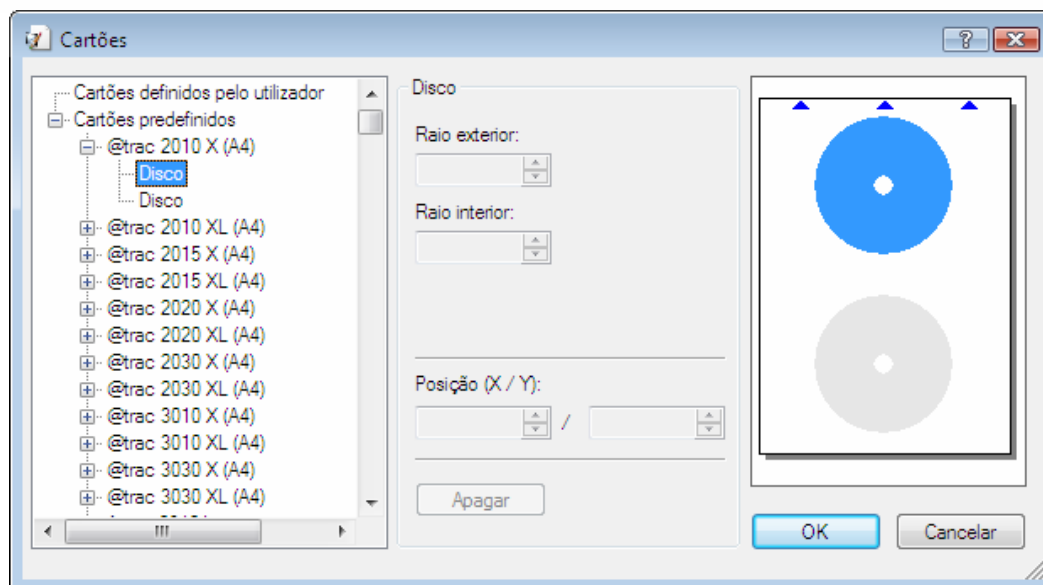 Cartões
Cartões definidos pelo utilizador
Cartões predefinidos
@trac 2010 X (A4)
Disco
Disco
@trac 2010 XL (A4)
@trac 2015 X (A4)
@trac 2015 XL (A4)
@trac 2020 X (A4)
@trac 2020 XL (A4)
@trac 2030 X (A4)
@trac 2030 XL (A4)
@trac 3010 X (A4)
@trac 3010 XL (A4)
@trac 3030 X (A4)
@trac 3030 XL (A4)
Disco
Raio exterior:
Raio interior:
Posição (X / Y):
/
Apagar
OK
Cancelar